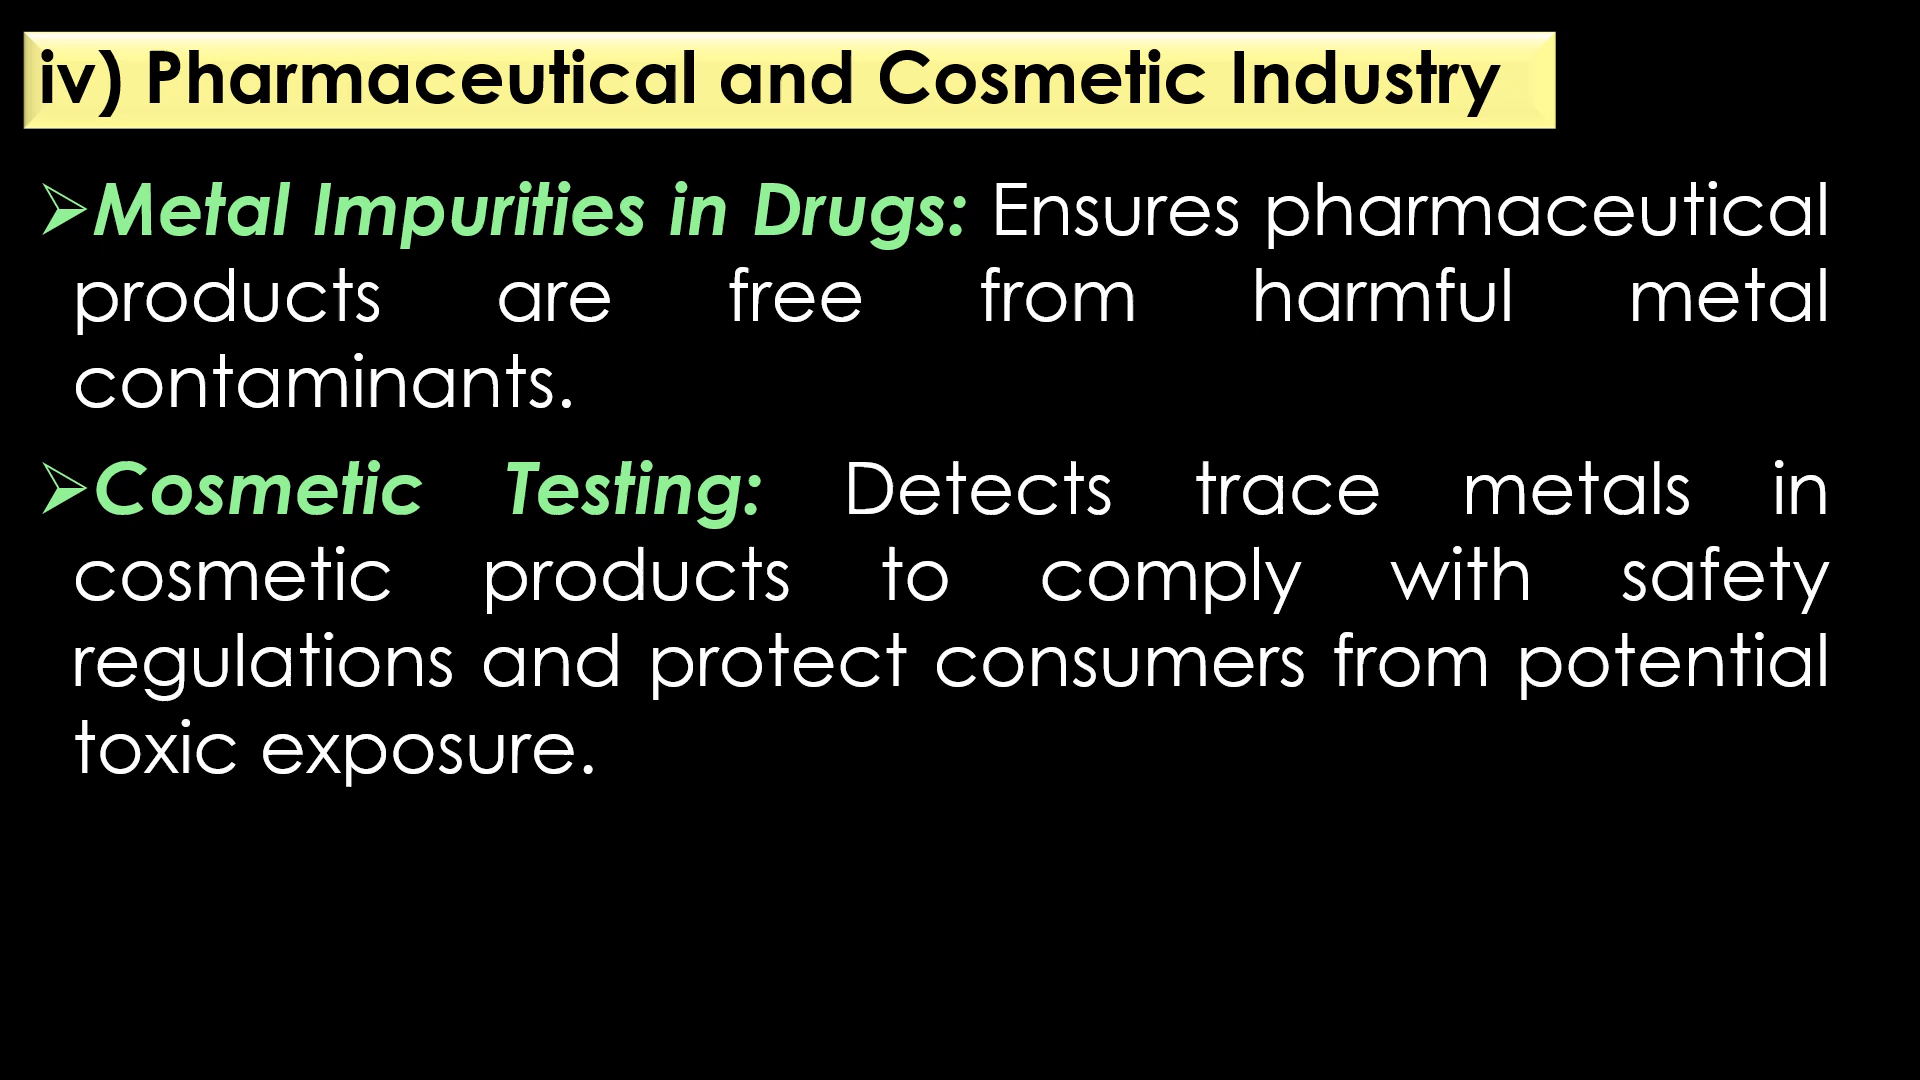 iv) Pharmaceutical and Cosmetic Industry
➢Metal Impurities in Drugs: Ensures pharmaceutical
products are free from harmful metal
contaminants.
➢Cosmetic Testing: Detects trace metals in
cosmetic products to comply with safety
regulations and protect consumers from potential
toxic exposure.